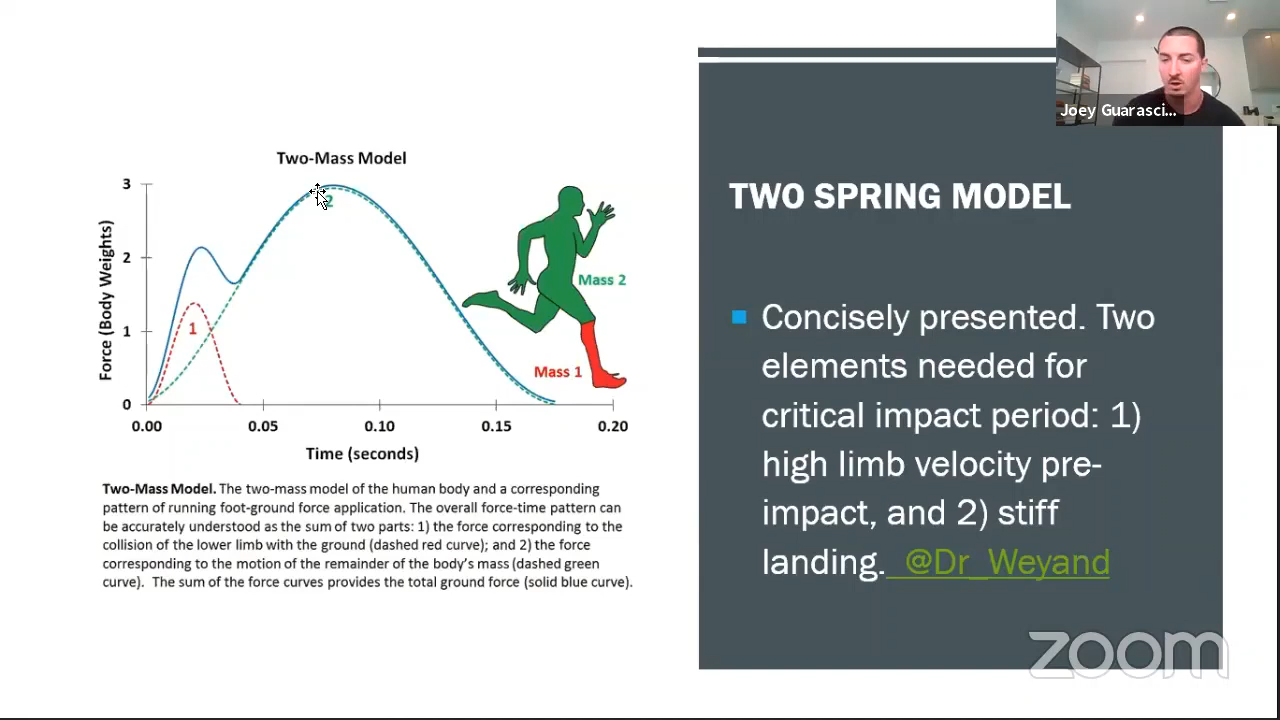 Two-Mass Model
3
2
1
0
Force (Body Weights)
1
2
Mass 2
Mass 1
0.00 0.05 0.10 0.15 0.20
Time (seconds)
Two-Mass Model. The two-mass model of the human body and a corresponding
pattern of running foot-ground force application. The overall force-time pattern can
be accurately understood as the sum of two parts: 1) the force corresponding to the
collision of the lower limb with the ground (dashed red curve); and 2) the force
corresponding to the motion of the remainder of the body's mass (dashed green
curve). The sum of the force curves provides the total ground force (solid blue curve).
Joey Guarasci...
TWO SPRING MODEL
Concisely presented. Two
elements needed for
critical impact period: 1)
high limb velocity pre-
impact, and 2) stiff
landing. @Dr_Weyand
zoom